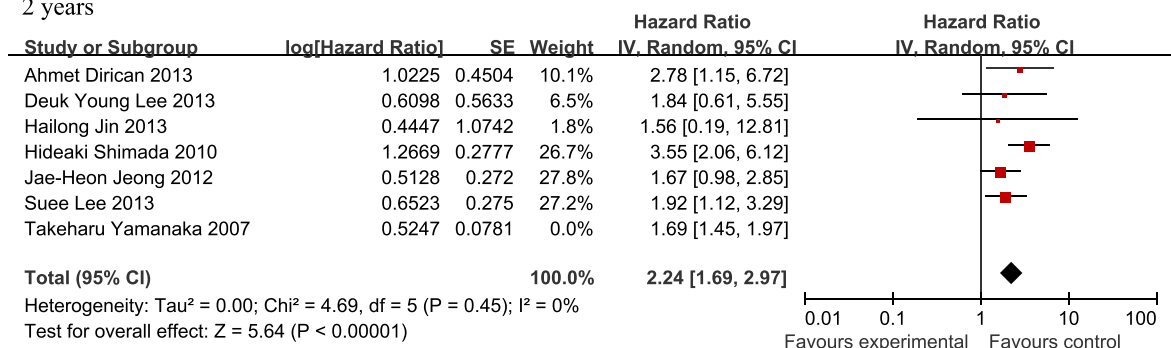 2 years
Hazard Ratio Hazard Ratio
Study or Subgroup log[Hazard Ratio] SE Weight IV, Random, 95% CI IV, Random, 95% CI
Ahmet Dirican 2013 1.0225 0.4504 10.1% 2.78 [1.15, 6.72]
Deuk Young Lee 2013 0.6098 0.5633 6.5% 1.84 [0.61, 5.55]
Hailong Jin 2013 0.4447 1.0742 1.8% 1.56 [0.19, 12.81]
Hideaki Shimada 2010 1.2669 0.2777 26.7% 3.55 [2.06, 6.12]
Jae-Heon Jeong 2012 0.5128 0.272 27.8% 1.67 [0.98, 2.85]
Suee Lee 2013 0.6523 0.275 27.2% 1.92 [1.12, 3.29]
Takeharu Yamanaka 2007 0.5247 0.0781 0.0% 1.69 [1.45, 1.97]
Total (95% CI) 100.0% 2.24 [1.69, 2.97]
Heterogeneity: Tau² = 0.00; Chi² = 4.69, df = 5 (P = 0.45); I² = 0%
Test for overall effect: Z = 5.64 (P < 0.00001)
0.01 0.1 1 10 100
Favours experimental Favours control